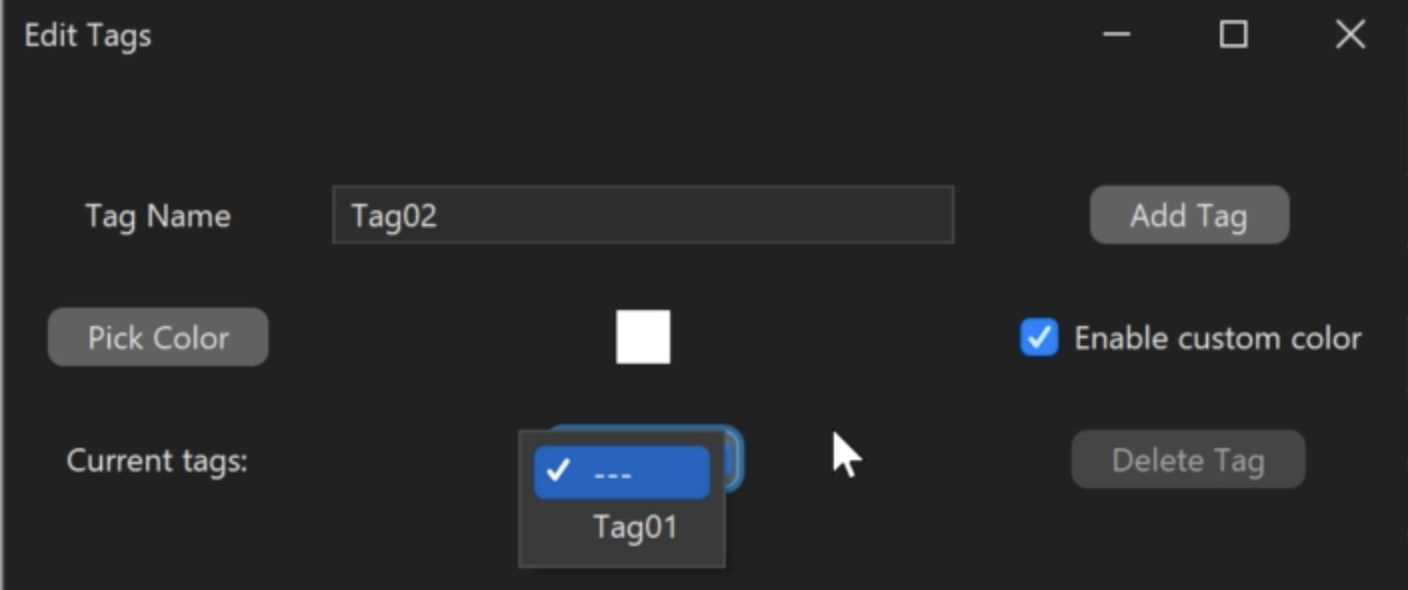 Edit Tags
Tag Name Tag02 Add Tag
Pick Color Enable custom color
Current tags: --- Delete Tag
Tag01